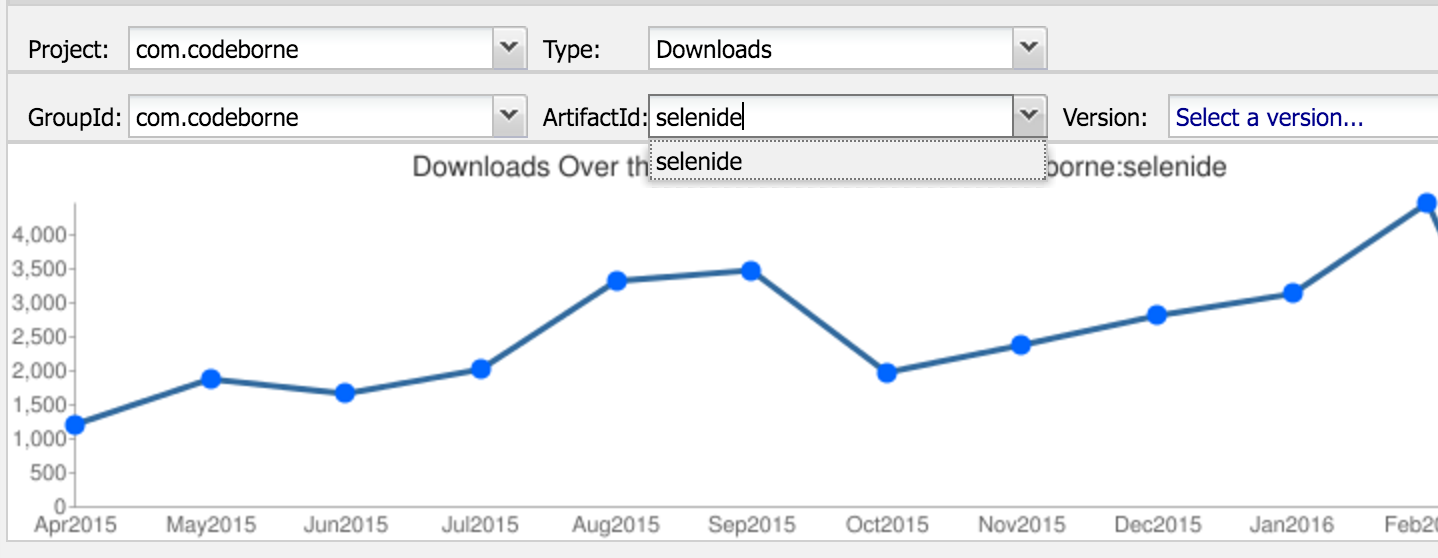 Project: com.codeborne Type: Downloads
GroupId: com.codeborne ArtifactId: selenide Version: Select a version...
selenide
Downloads Over th borne:selenide
4,000
3,500
3,000
2,500
2,000
1,500
1,000
500
0
Apr2015 May2015 Jun2015 Jul2015 Aug2015 Sep2015 Oct2015 Nov2015 Dec2015 Jan2016 Feb20